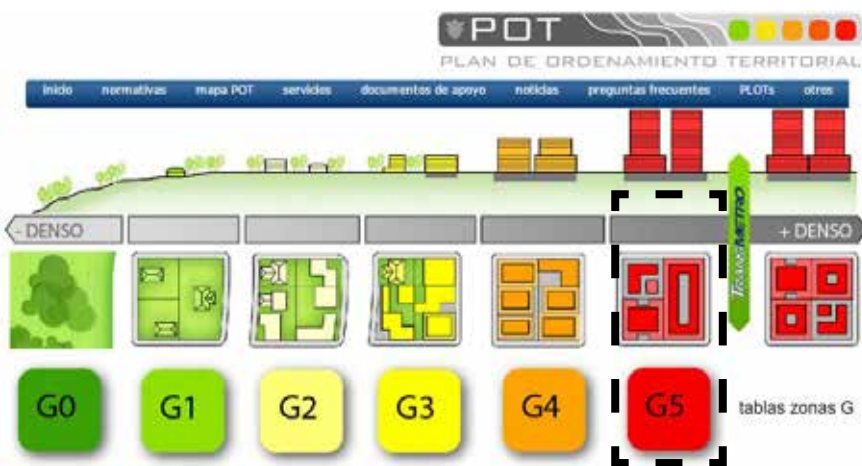 POT
PLAN DE ORDENAMIENTO TERRITORIAL
inicio normativas mapa POT servicios documentos de apoyo noticias preguntas frecuentes PLOTs otros
- DENSO + DENSO
TRANSMETRO
G0 G1 G2 G3 G4 G5 tablas zonas G